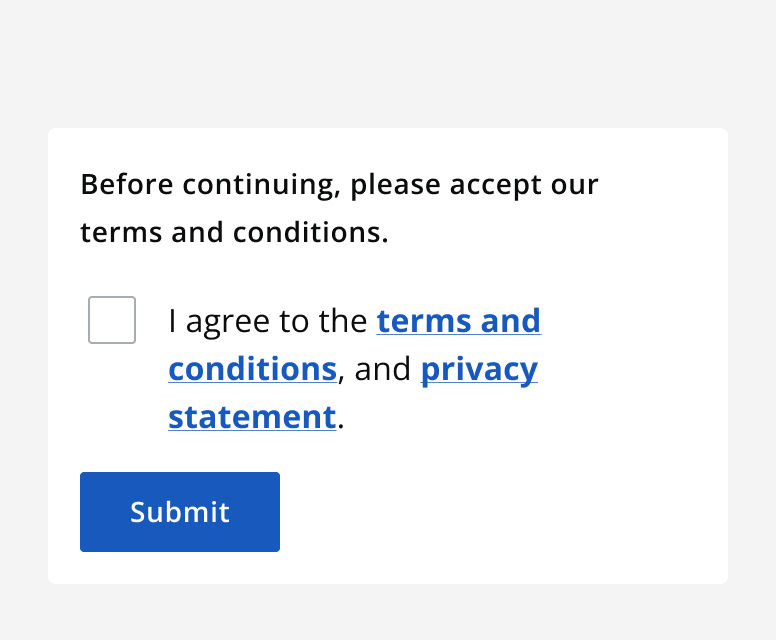 Before continuing, please accept our
terms and conditions.
I agree to the terms and
conditions, and privacy
statement.
Submit